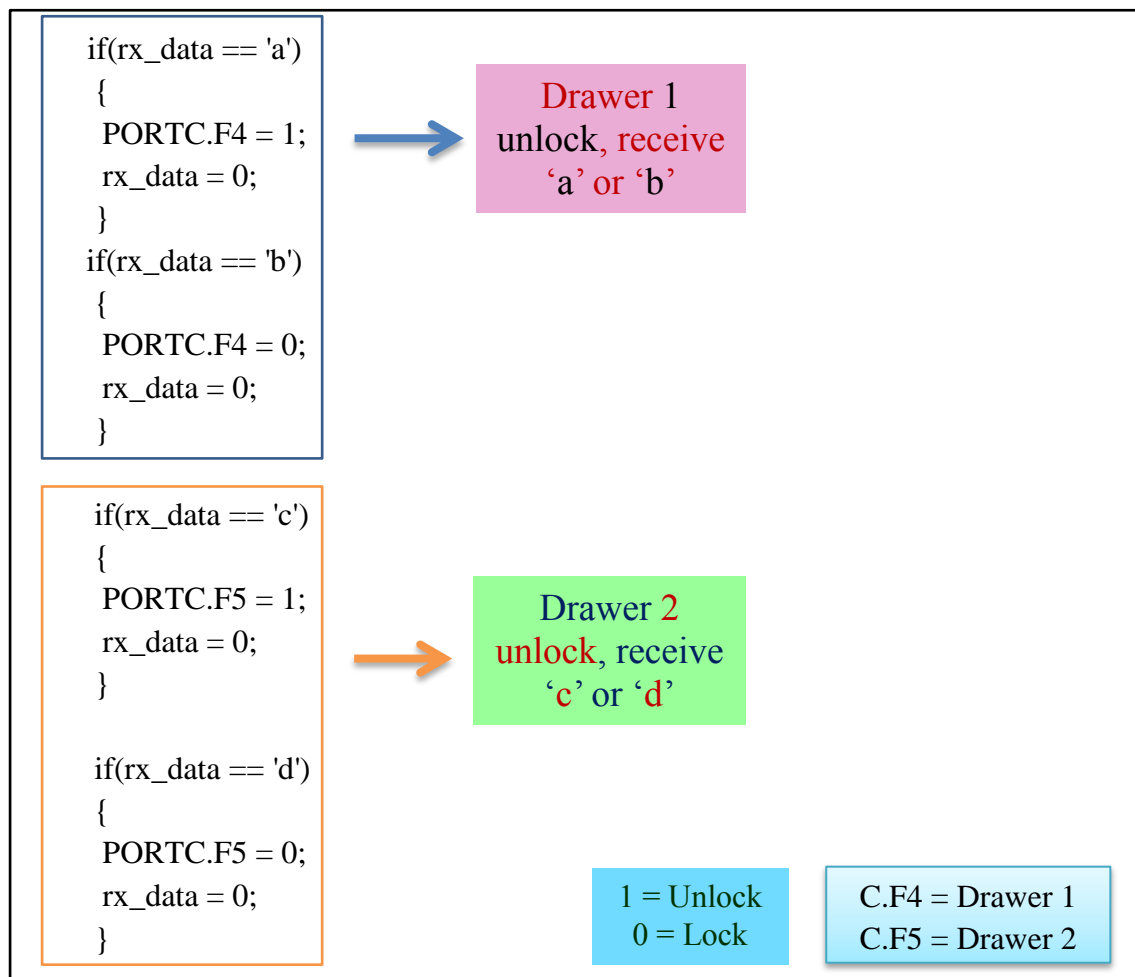 if(rx_data == 'a')
{
PORTC.F4 = 1;
rx_data = 0;
}
if(rx_data == 'b')
{
PORTC.F4 = 0;
rx_data = 0;
}
Drawer 1
unlock, receive
‘a’ or ‘b’
if(rx_data == 'c')
{
PORTC.F5 = 1;
rx_data = 0;
}
if(rx_data == 'd')
{
PORTC.F5 = 0;
rx_data = 0;
}
Drawer 2
unlock, receive
‘c’ or ‘d’
1 = Unlock
0 = Lock
C.F4 = Drawer 1
C.F5 = Drawer 2